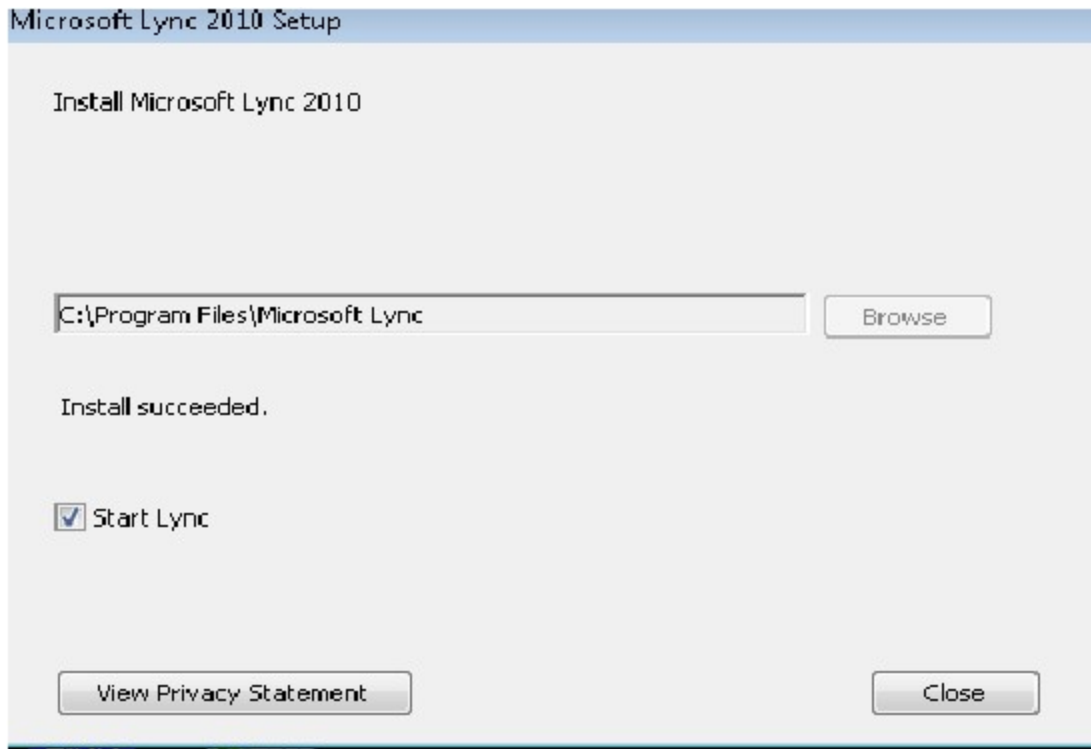 Microsoft Lync 2010 Setup
Install Microsoft Lync 2010
C:\Program Files\Microsoft Lync
Browse
Install succeeded.
Start Lync
View Privacy Statement
Close